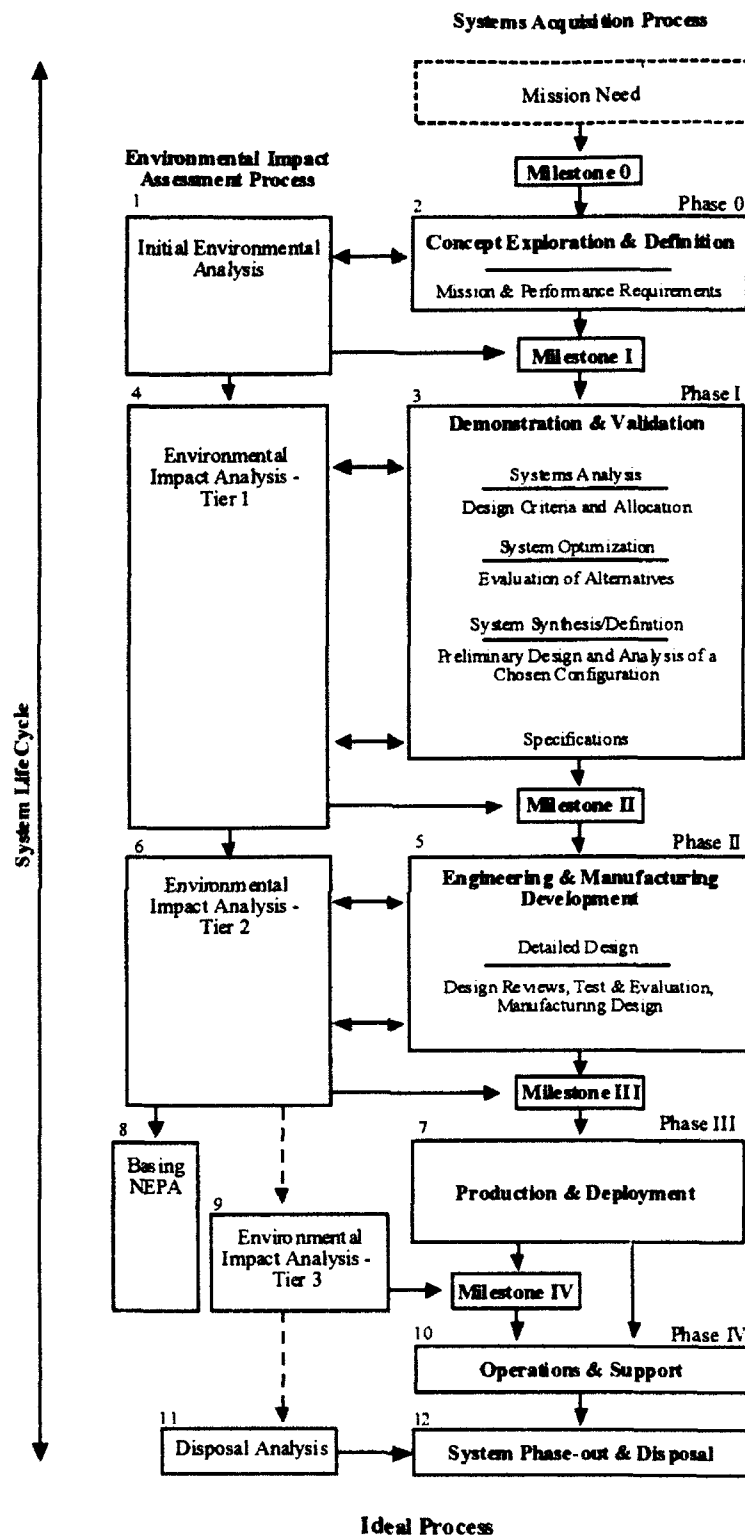 Systems Acquisition Process
Mission Need
Environmental Impact
Assessment Process
Milestone 0
1
2
Phase 0
Initial Environmental
Analysis
Concept Exploration & Definition
Mission & Performance Requirements
Milestone I
4
3
Phase I
Environmental
Impact Analysis -
Tier 1
Demonstration & Validation
Systems Analysis
Design Criteria and Allocation
System Optimization
Evaluation of Alternatives
System Synthesis/Definition
Preliminary Design and Analysis of a
Chosen Configuration
Specifications
System Life Cycle
Milestone II
6
5
Phase II
Environmental
Impact Analysis -
Tier 2
Engineering & Manufacturing
Development
Detailed Design
Design Reviews, Test & Evaluation,
Manufacturing Design
Milestone III
8
7
Phase III
Basing
NEPA
Production & Deployment
9
Environmental
Impact Analysis -
Tier 3
Milestone IV
10
Phase IV
Operations & Support
11
12
Disposal Analysis
System Phase-out & Disposal
Ideal Process